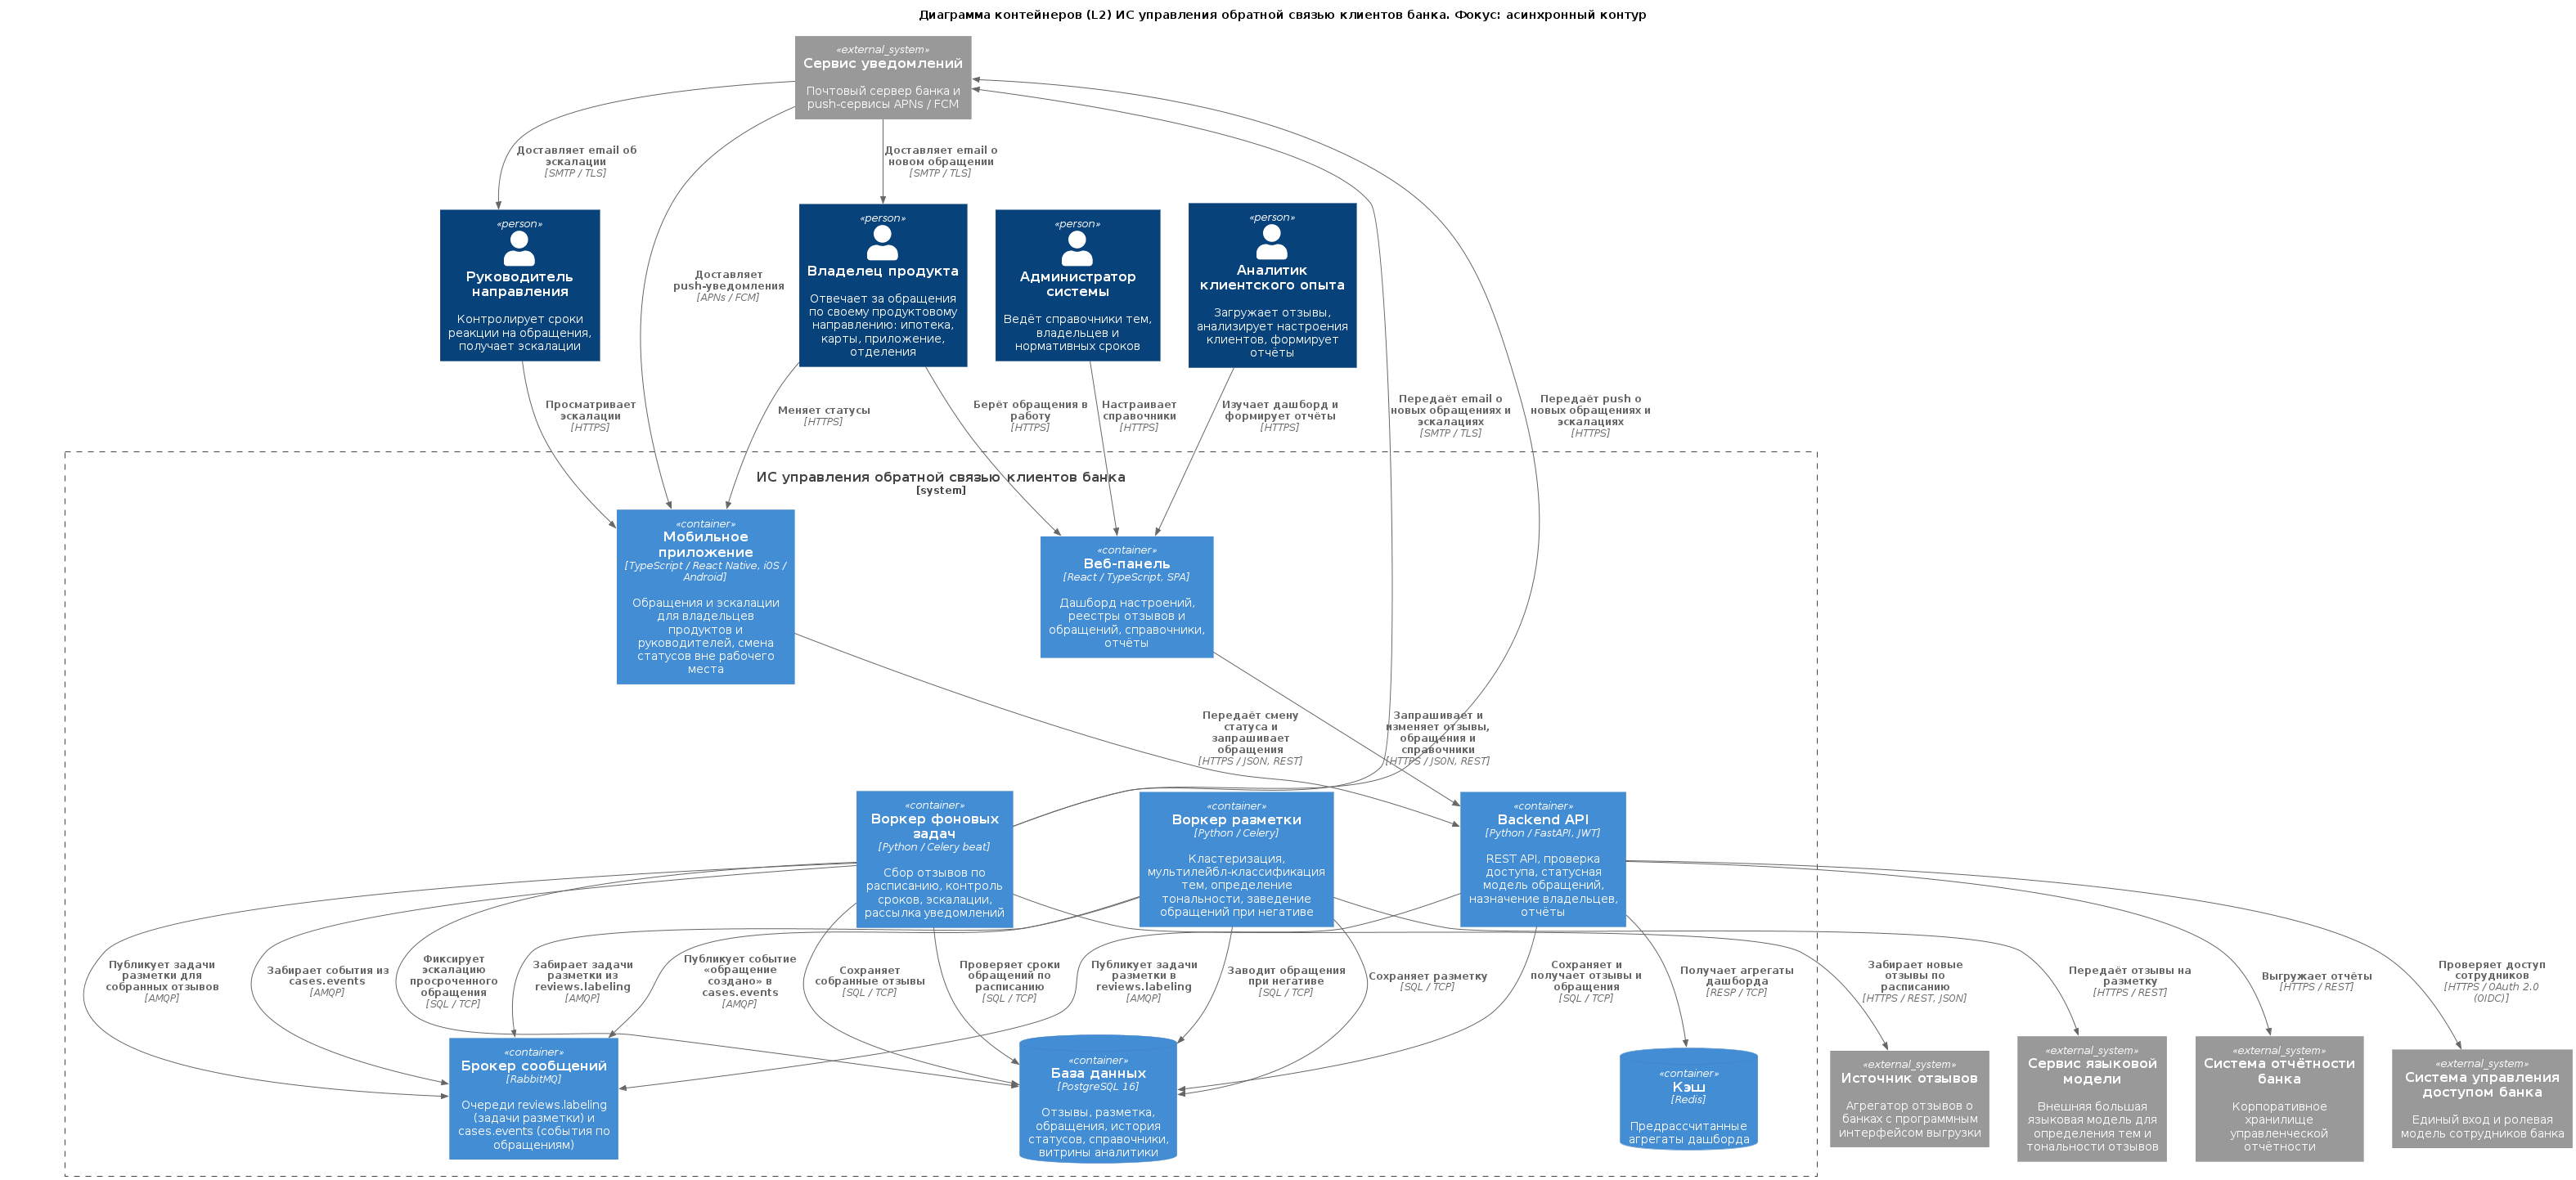 Диаграмма контейнеров (L2) ИС управления обратной связью клиентов банка. Фокус: асинхронный контур
«external_system»
Сервис уведомлений
Почтовый сервер банка и
push-сервисы APNs / FCM
Доставляет email об
эскалации
[SMTP / TLS]
Доставляет email о
новом обращении
[SMTP / TLS]
«person»
Руководитель
направления
Контролирует сроки
реакции на обращения,
получает эскалации
Доставляет
push-уведомления
[APNs / FCM]
«person»
Владелец продукта
Отвечает за обращения
по своему продуктовому
направлению: ипотека,
карты, приложение,
отделения
«person»
Администратор
системы
Ведёт справочники тем,
владельцев и
нормативных сроков
«person»
Аналитик
клиентского опыта
Загружает отзывы,
анализирует настроения
клиентов, формирует
отчёты
Просматривает
эскалации
[HTTPS]
Меняет статусы
[HTTPS]
Берёт обращения в
работу
[HTTPS]
Настраивает
справочники
[HTTPS]
Изучает дашборд и
формирует отчёты
[HTTPS]
Передаёт email о
новых обращениях и
эскалациях
[SMTP / TLS]
Передаёт push о
новых обращениях и
эскалациях
[HTTPS]
ИС управления обратной связью клиентов банка
[system]
«container»
Мобильное
приложение
[TypeScript / React Native, iOS /
Android]
Обращения и эскалации
для владельцев
продуктов и
руководителей, смена
статусов вне рабочего
места
«container»
Веб-панель
[React / TypeScript, SPA]
Дашборд настроений,
реестры отзывов и
обращений, справочники,
отчёты
Передаёт смену
статуса и
запрашивает
обращения
[HTTPS / JSON, REST]
Запрашивает и
изменяет отзывы,
обращения и
справочники
[HTTPS / JSON, REST]
«container»
Воркер фоновых
задач
[Python / Celery beat]
Сбор отзывов по
расписанию, контроль
сроков, эскалации,
рассылка уведомлений
«container»
Воркер разметки
[Python / Celery]
Кластеризация,
мультилейбл-классификация
тем, определение
тональности, заведение
обращений при негативе
«container»
Backend API
[Python / FastAPI, JWT]
REST API, проверка
доступа, статусная
модель обращений,
назначение владельцев,
отчёты
Публикует задачи
разметки для
собранных отзывов
[AMQP]
Забирает события из
cases.events
[AMQP]
Фиксирует
эскалацию
просроченного
обращения
[SQL / TCP]
Забирает задачи
разметки из
reviews.labeling
[AMQP]
Публикует событие
«обращение
создано» в
cases.events
[AMQP]
Сохраняет
собранные отзывы
[SQL / TCP]
Проверяет сроки
обращений по
расписанию
[SQL / TCP]
Публикует задачи
разметки в
reviews.labeling
[AMQP]
Заводит обращения
при негативе
[SQL / TCP]
Сохраняет разметку
[SQL / TCP]
Сохраняет и
получает отзывы и
обращения
[SQL / TCP]
Получает агрегаты
дашборда
[RESP / TCP]
Забирает новые
отзывы по
расписанию
[HTTPS / REST, JSON]
Передаёт отзывы на
разметку
[HTTPS / REST]
Выгружает отчёты
[HTTPS / REST]
Проверяет доступ
сотрудников
[HTTPS / OAuth 2.0
(OIDC)]
«container»
Брокер сообщений
[RabbitMQ]
Очереди reviews.labeling
(задачи разметки) и
cases.events (события по
обращениям)
«container»
База данных
[PostgreSQL 16]
Отзывы, разметка,
обращения, история
статусов, справочники,
витрины аналитики
«container»
Кэш
[Redis]
Предрассчитанные
агрегаты дашборда
«external_system»
Источник отзывов
Агрегатор отзывов о
банках с программным
интерфейсом выгрузки
«external_system»
Сервис языковой
модели
Внешняя большая
языковая модель для
определения тем и
тональности отзывов
«external_system»
Система отчётности
банка
Корпоративное
хранилище
управленческой
отчётности
«external_system»
Система управления
доступом банка
Единый вход и ролевая
модель сотрудников банка